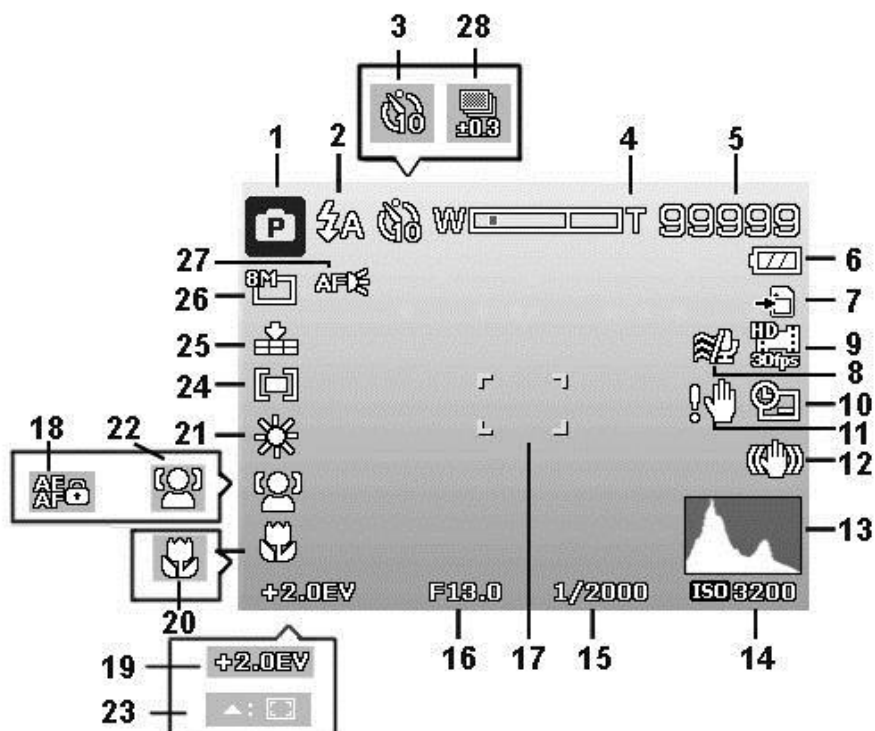 3 28
10 ±0.3
1 2 4 5
P A 10 W T 99999
27 AF 6
26 8M 7
HD 30fps 9
25 8
24 10
18 22 21 11
AE AF 12
13
+2.0EV F13.0 1/2000 ISO 3200
20 16 17 15 14
19 +2.0EV
23 :